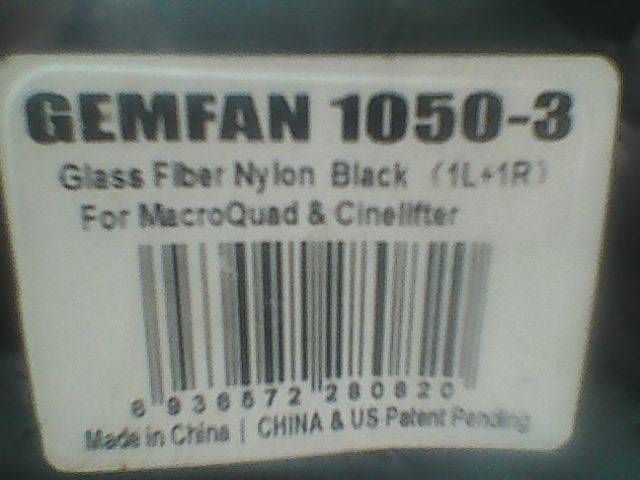 GEMFAN 1050-3
Glass Fiber Nylon Black (1L+1R)
For MacroQuad & Cinelifter
6 936572 280620
Made in China | CHINA & US Patent Pending